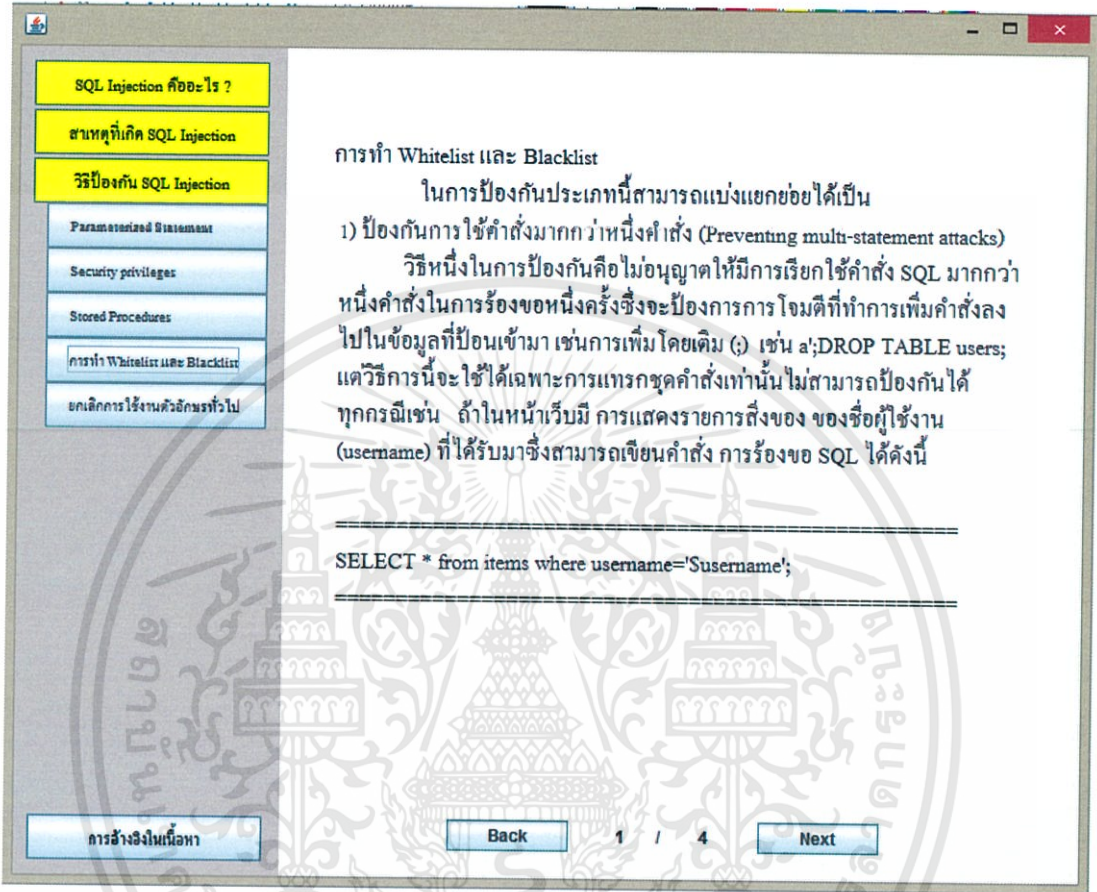 SQL Injection คืออะไร ?
สาเหตุที่เกิด SQL Injection
วิธีป้องกัน SQL Injection
Parameterized Statement
Security privileges
Stored Procedures
การทำ Whitelist และ Blacklist
ยกเลิกการใช้งานตัวอักษรทั่วไป
การอ้างอิงในเนื้อหา
การทำ Whitelist และ Blacklist
ในการป้องกันประเภทนี้สามารถแบ่งแยกย่อยได้เป็น
1) ป้องกันการใช้คำสั่งมากกว่าหนึ่งคำสั่ง (Preventing multi-statement attacks)
วิธีหนึ่งในการป้องกันคือไม่อนุญาตให้มีการเรียกใช้คำสั่ง SQL มากกว่า
หนึ่งคำสั่งในการร้องขอหนึ่งครั้งซึ่งจะป้องการการโจมตีที่ทำการเพิ่มคำสั่งลง
ไปในข้อมูลที่ป้อนเข้ามา เช่นการเพิ่มโดยเติม (;) เช่น a';DROP TABLE users;
แต่วิธีการนี้จะใช้ได้เฉพาะการแทรกชุดคำสั่งเท่านั้นไม่สามารถป้องกันได้
ทุกกรณีเช่น ถ้าในหน้าเว็บมี การแสดงรายการสิ่งของ ของชื่อผู้ใช้งาน
(username) ที่ได้รับมาซึ่งสามารถเขียนคำสั่ง การร้องขอ SQL ได้ดังนี้
====================================================
SELECT * from items where username='$username';
====================================================
Back 1 / 4 Next